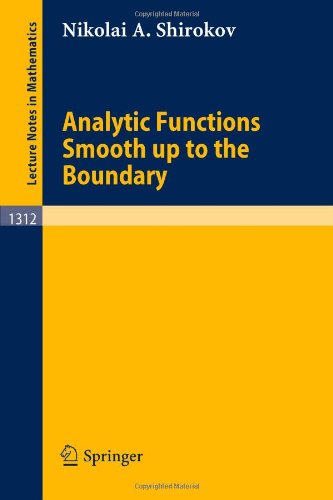 Nikolai A. Shirokov
Lecture Notes in Mathematics
Analytic Functions
Smooth up to the
Boundary
1312
Springer